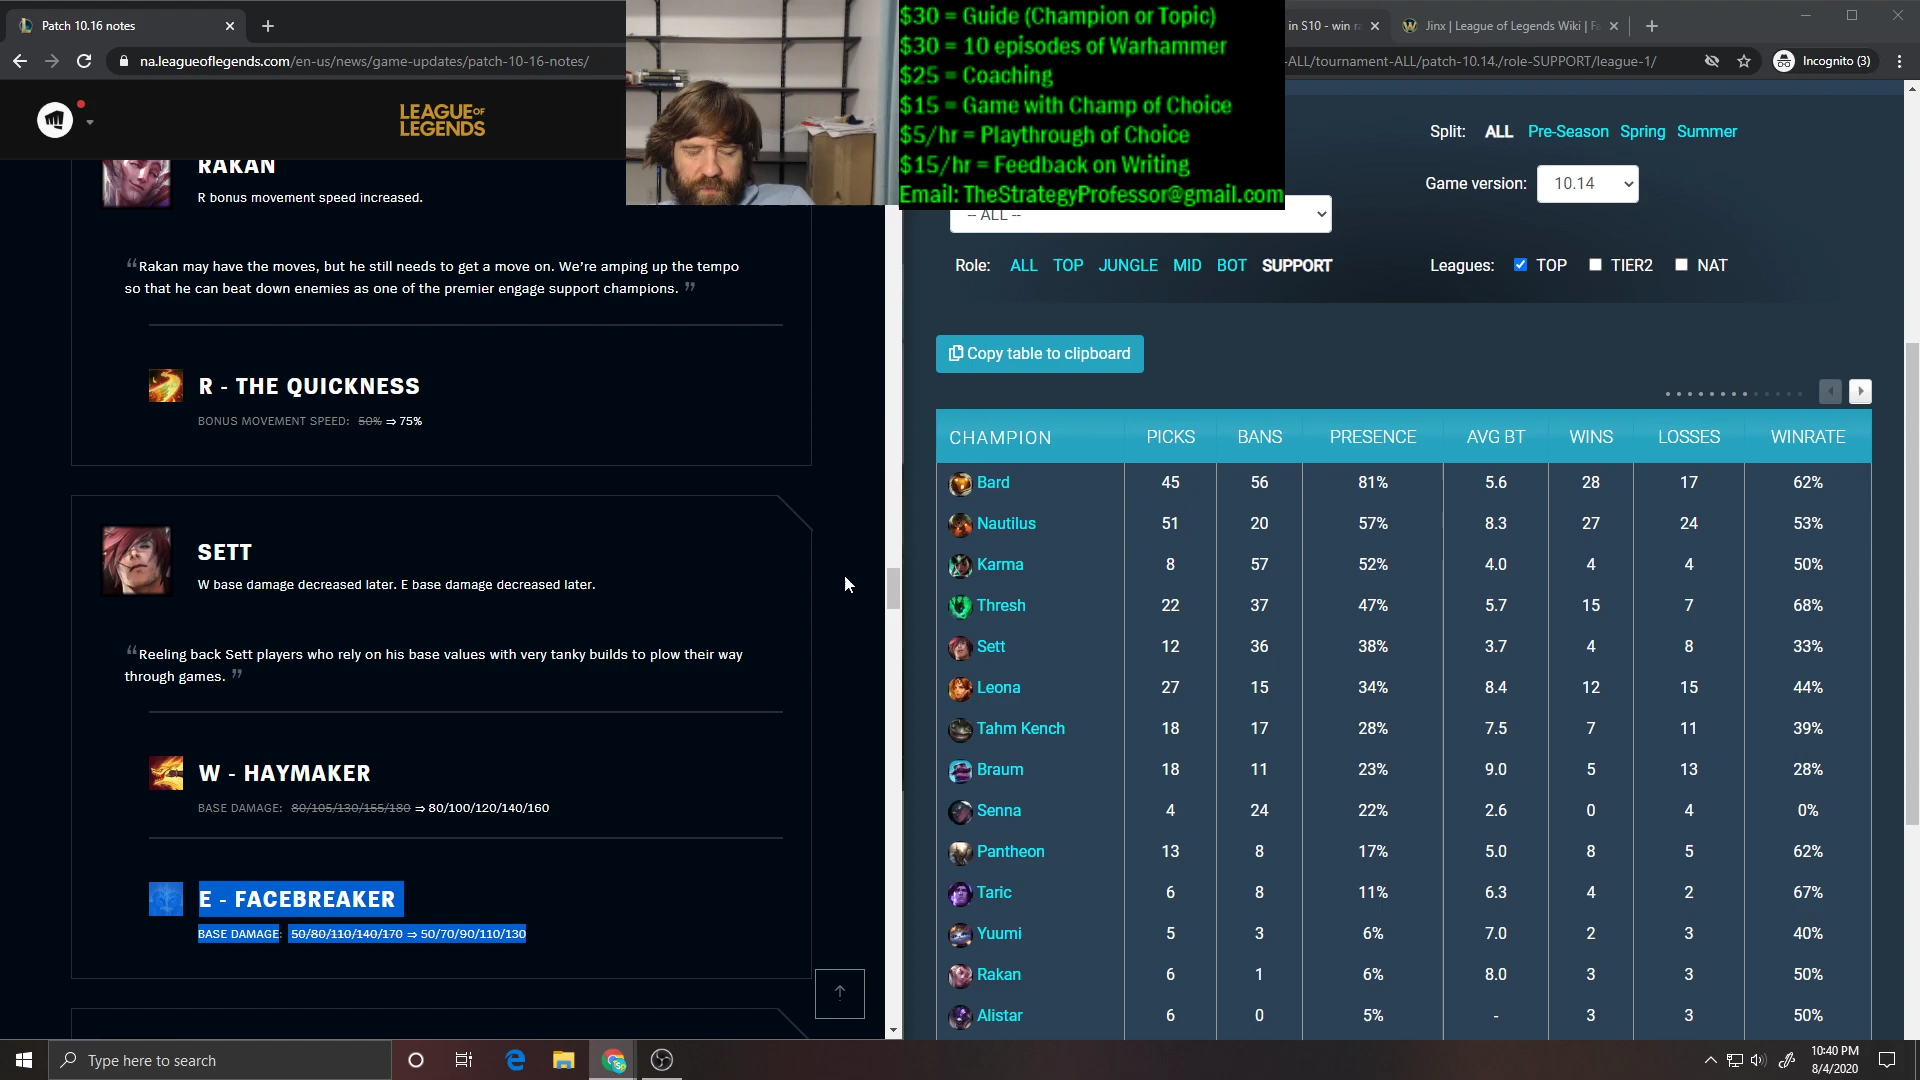 Patch 10.16 notes
in S10 - win ra
Jinx | League of Legends Wiki | Fa
na.leagueoflegends.com/en-us/news/game-updates/patch-10-16-notes/
-ALL/tournament-ALL/patch-10.14./role-SUPPORT/league-1/
Incognito (3)
$30 = Guide (Champion or Topic)
$30 = 10 episodes of Warhammer
$25 = Coaching
$15 = Game with Champ of Choice
$5/hr = Playthrough of Choice
$15/hr = Feedback on Writing
Email: TheStrategyProfessor@gmail.com
LEAGUE OF
LEGENDS
RAKAN
R bonus movement speed increased.
“Rakan may have the moves, but he still needs to get a move on. We’re amping up the tempo
so that he can beat down enemies as one of the premier engage support champions. ”
R - THE QUICKNESS
BONUS MOVEMENT SPEED: 50% ⇒ 75%
SETT
W base damage decreased later. E base damage decreased later.
“Reeling back Sett players who rely on his base values with very tanky builds to plow their way
through games. ”
W - HAYMAKER
BASE DAMAGE: 80/105/130/155/180 ⇒ 80/100/120/140/160
E - FACEBREAKER
BASE DAMAGE: 50/80/110/140/170 ⇒ 50/70/90/110/130
Split: ALL Pre-Season Spring Summer
Game version: 10.14
-- ALL --
Role: ALL TOP JUNGLE MID BOT SUPPORT
Leagues: TOP TIER2 NAT
Copy table to clipboard
CHAMPION PICKS BANS PRESENCE AVG BT WINS LOSSES WINRATE
Bard 45 56 81% 5.6 28 17 62%
Nautilus 51 20 57% 8.3 27 24 53%
Karma 8 57 52% 4.0 4 4 50%
Thresh 22 37 47% 5.7 15 7 68%
Sett 12 36 38% 3.7 4 8 33%
Leona 27 15 34% 8.4 12 15 44%
Tahm Kench 18 17 28% 7.5 7 11 39%
Braum 18 11 23% 9.0 5 13 28%
Senna 4 24 22% 2.6 0 4 0%
Pantheon 13 8 17% 5.0 8 5 62%
Taric 6 8 11% 6.3 4 2 67%
Yuumi 5 3 6% 7.0 2 3 40%
Rakan 6 1 6% 8.0 3 3 50%
Alistar 6 0 5% - 3 3 50%
Type here to search
10:40 PM
8/4/2020